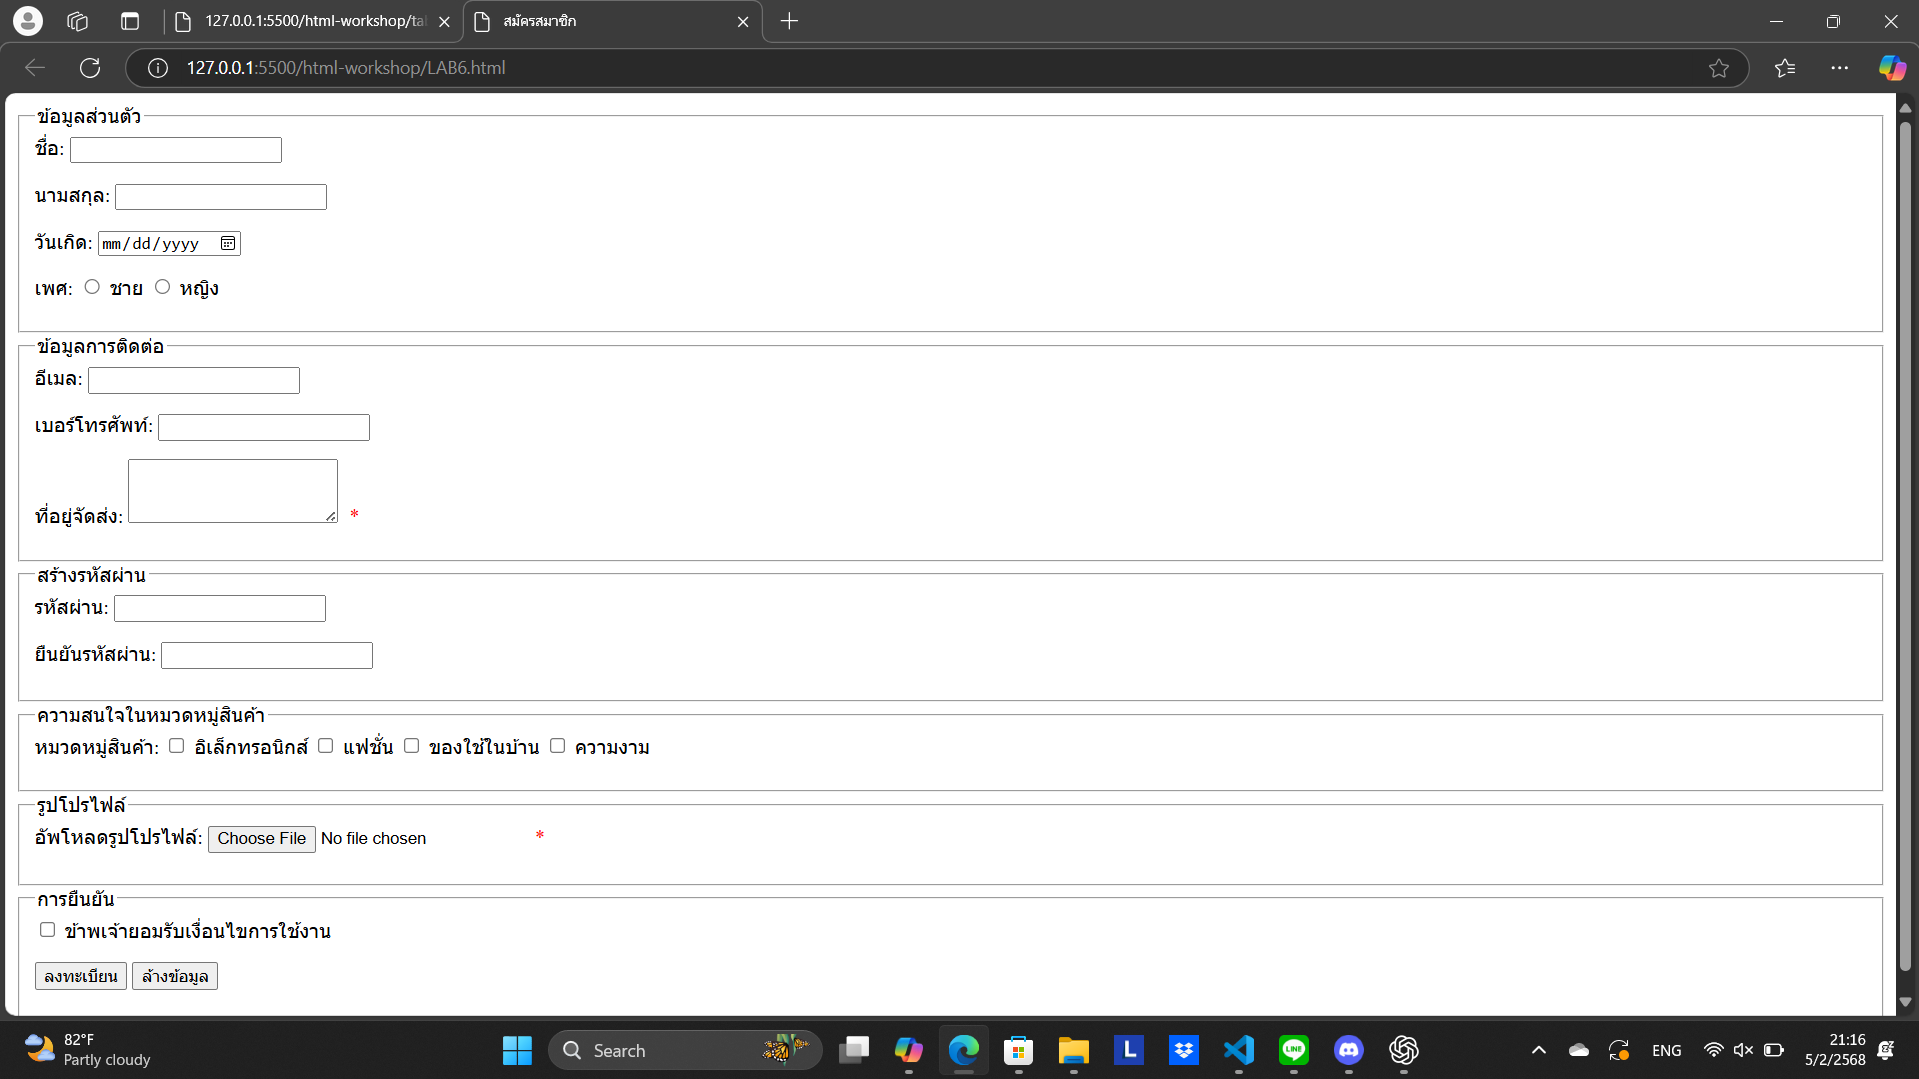 127.0.0.1:5500/html-workshop/ta
สมัครสมาชิก
127.0.0.1:5500/html-workshop/LAB6.html
ข้อมูลส่วนตัว
ชื่อ:
นามสกุล:
วันเกิด: mm/dd/yyyy
เพศ: ชาย หญิง
ข้อมูลการติดต่อ
อีเมล:
เบอร์โทรศัพท์:
ที่อยู่จัดส่ง: *
สร้างรหัสผ่าน
รหัสผ่าน:
ยืนยันรหัสผ่าน:
ความสนใจในหมวดหมู่สินค้า
หมวดหมู่สินค้า: อิเล็กทรอนิกส์ แฟชั่น ของใช้ในบ้าน ความงาม
รูปโปรไฟล์
อัพโหลดรูปโปรไฟล์: Choose File No file chosen *
การยืนยัน
ข้าพเจ้ายอมรับเงื่อนไขการใช้งาน
ลงทะเบียน ล้างข้อมูล
82°F
Partly cloudy
Search
L
LINE
ENG
21:16
5/2/2568